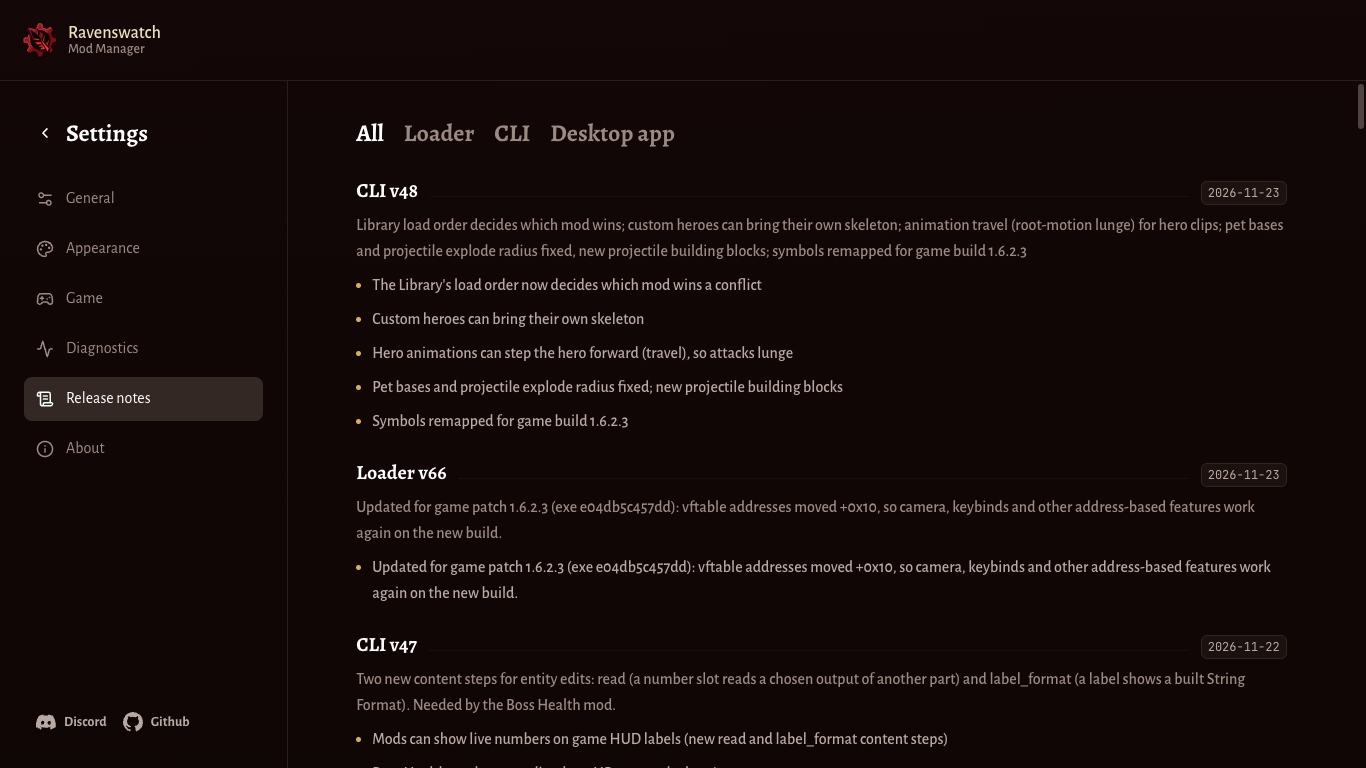 Ravenswatch
Mod Manager
Settings
General
Appearance
Game
Diagnostics
Release notes
About
Discord
Github
All Loader CLI Desktop app
CLI v48
2026-11-23
Library load order decides which mod wins; custom heroes can bring their own skeleton; animation travel (root-motion lunge) for hero clips; pet bases
and projectile explode radius fixed, new projectile building blocks; symbols remapped for game build 1.6.2.3
The Library's load order now decides which mod wins a conflict
Custom heroes can bring their own skeleton
Hero animations can step the hero forward (travel), so attacks lunge
Pet bases and projectile explode radius fixed; new projectile building blocks
Symbols remapped for game build 1.6.2.3
Loader v66
2026-11-23
Updated for game patch 1.6.2.3 (exe e04db5c457dd): vftable addresses moved +0x10, so camera, keybinds and other address-based features work
again on the new build.
Updated for game patch 1.6.2.3 (exe e04db5c457dd): vftable addresses moved +0x10, so camera, keybinds and other address-based features work
again on the new build.
CLI v47
2026-11-22
Two new content steps for entity edits: read (a number slot reads a chosen output of another part) and label_format (a label shows a built String
Format). Needed by the Boss Health mod.
Mods can show live numbers on game HUD labels (new read and label_format content steps)